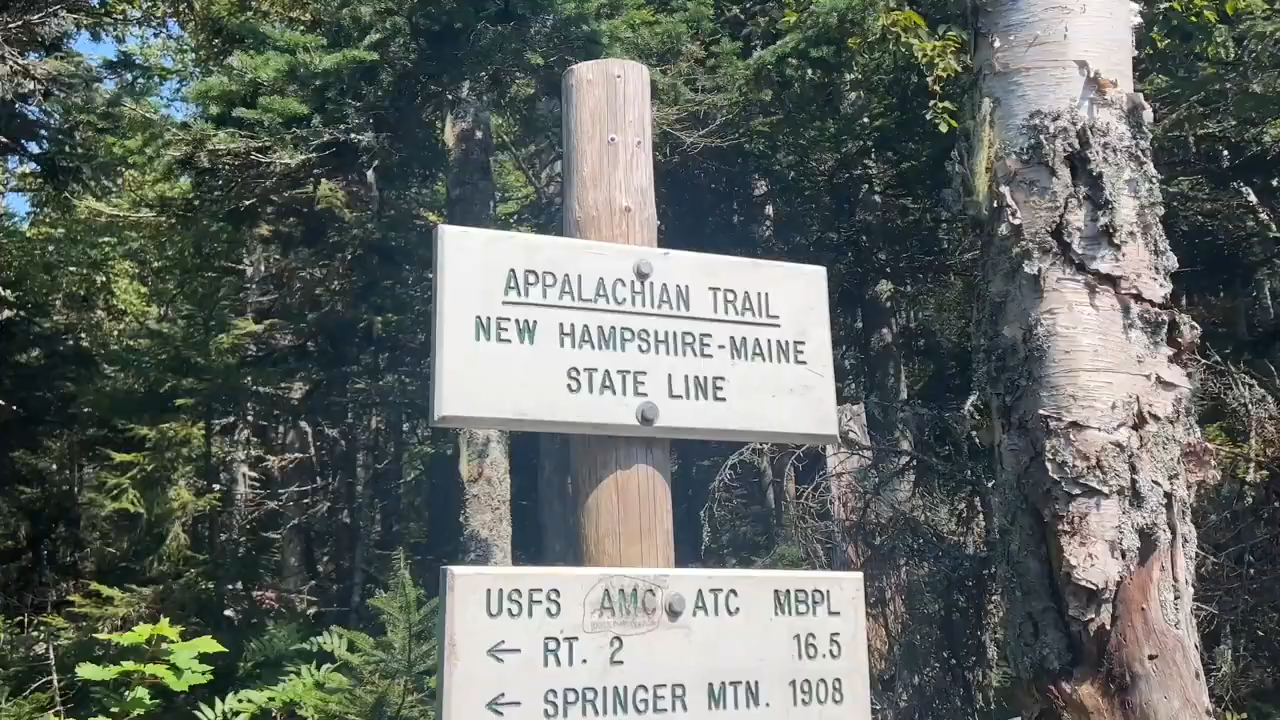 APPALACHIAN TRAIL
NEW HAMPSHIRE-MAINE
STATE LINE
USFS AMC ATC MBPL
← RT. 2 16.5
← SPRINGER MTN. 1908